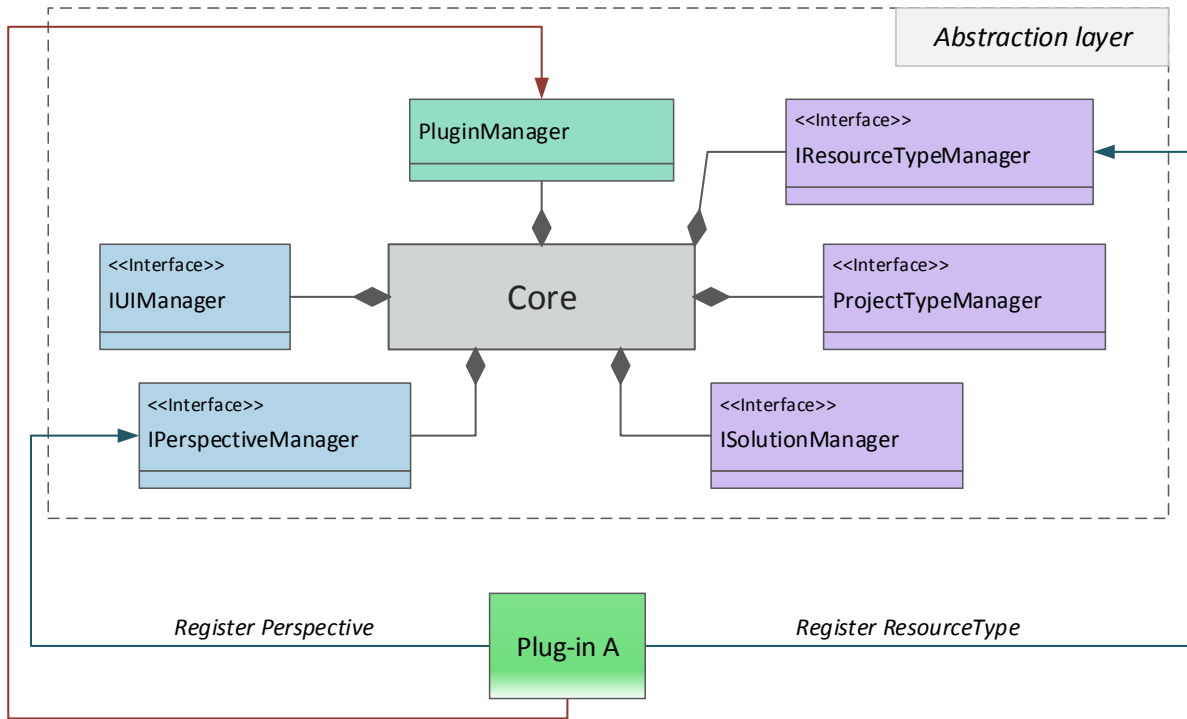 Abstraction layer
PluginManager
<<Interface>>
IResourceTypeManager
<<Interface>>
IUIManager
Core
<<Interface>>
ProjectTypeManager
<<Interface>>
IPerspectiveManager
<<Interface>>
ISolutionManager
Register Perspective
Plug-in A
Register ResourceType